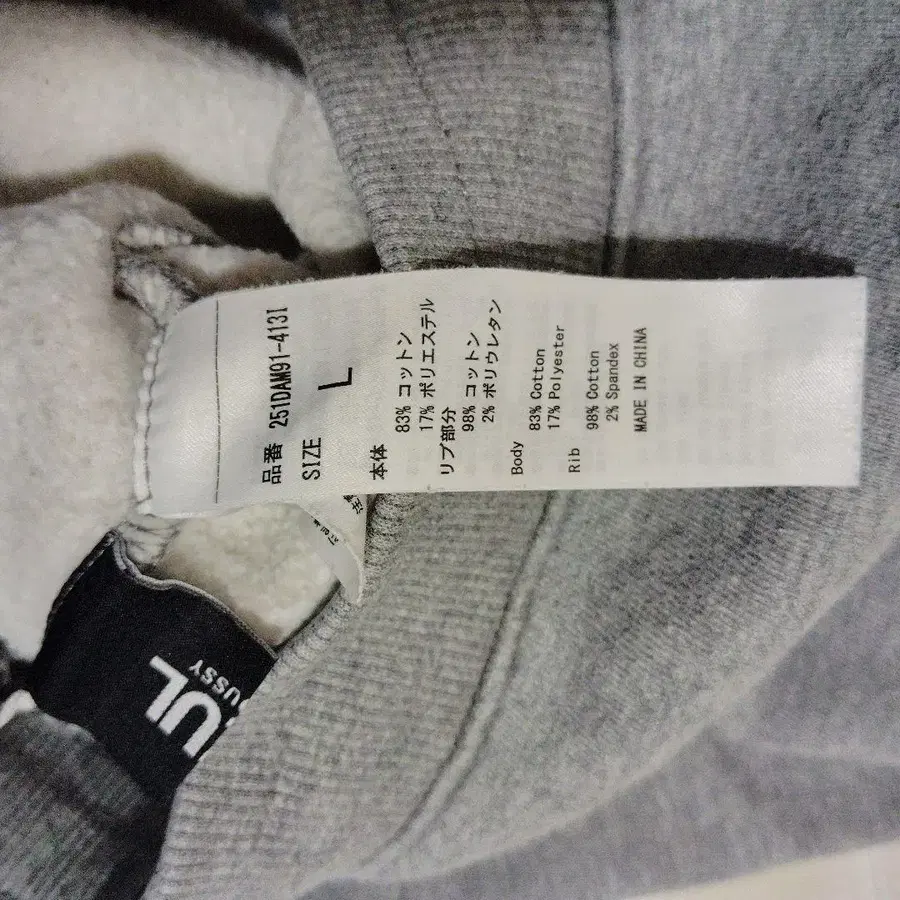 品番 251DAM91-4131
SIZE L
本体
83% コットン
17% ポリエステル
リブ部分
98% コットン
2% ポリウレタン
Body
83% Cotton
17% Polyester
Rib
98% Cotton
2% Spandex
MADE IN CHINA
UL
USSY